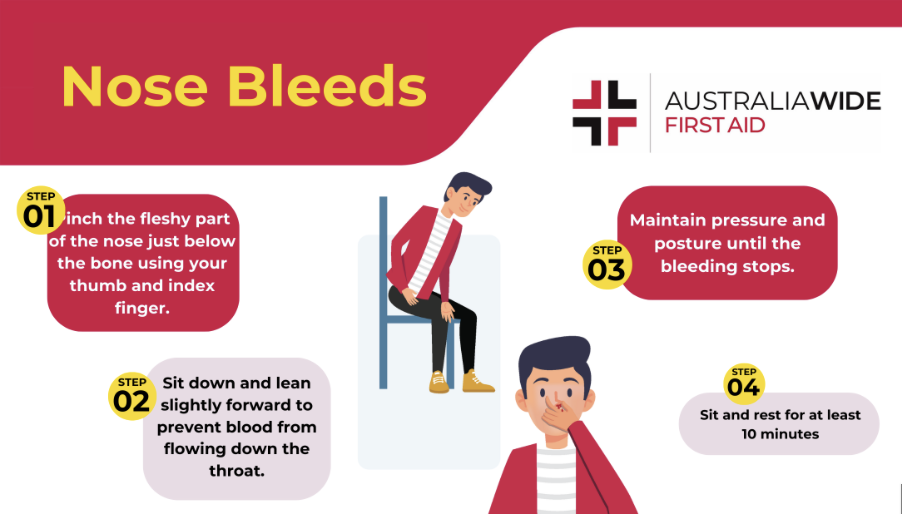 Nose Bleeds
AUSTRALIAWIDE
FIRST AID
STEP
01
Pinch the fleshy part
of the nose just below
the bone using your
thumb and index
finger.
STEP
02
Sit down and lean
slightly forward to
prevent blood from
flowing down the
throat.
STEP
03
Maintain pressure and
posture until the
bleeding stops.
STEP
04
Sit and rest for at least
10 minutes